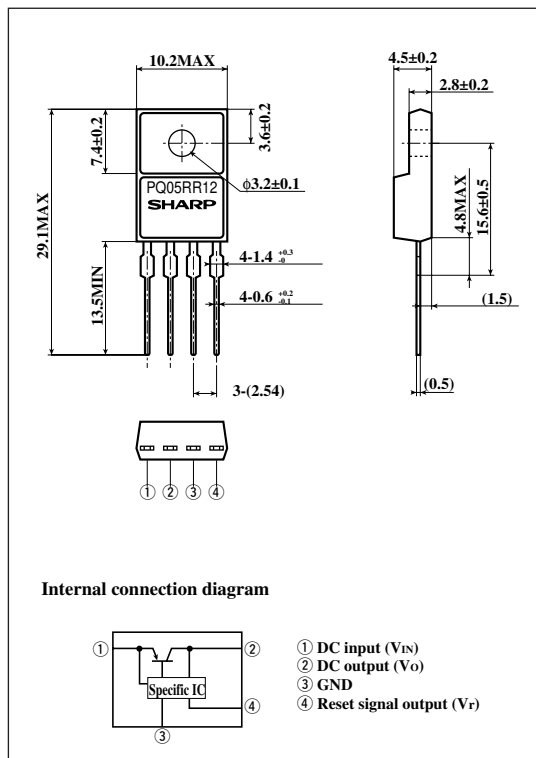 10.2MAX
4.5±0.2
2.8±0.2
7.4±0.2
3.6±0.2
29.1MAX
PQ05RR12
SHARP
ϕ3.2±0.1
4.8MAX
15.6±0.5
13.5MIN
4-1.4 +0.3 -0
4-0.6 +0.2 -0.1
(1.5)
3-(2.54)
(0.5)
① ② ③ ④
Internal connection diagram
① ②
Specific IC
④
③
① DC input (VIN)
② DC output (VO)
③ GND
④ Reset signal output (Vr)